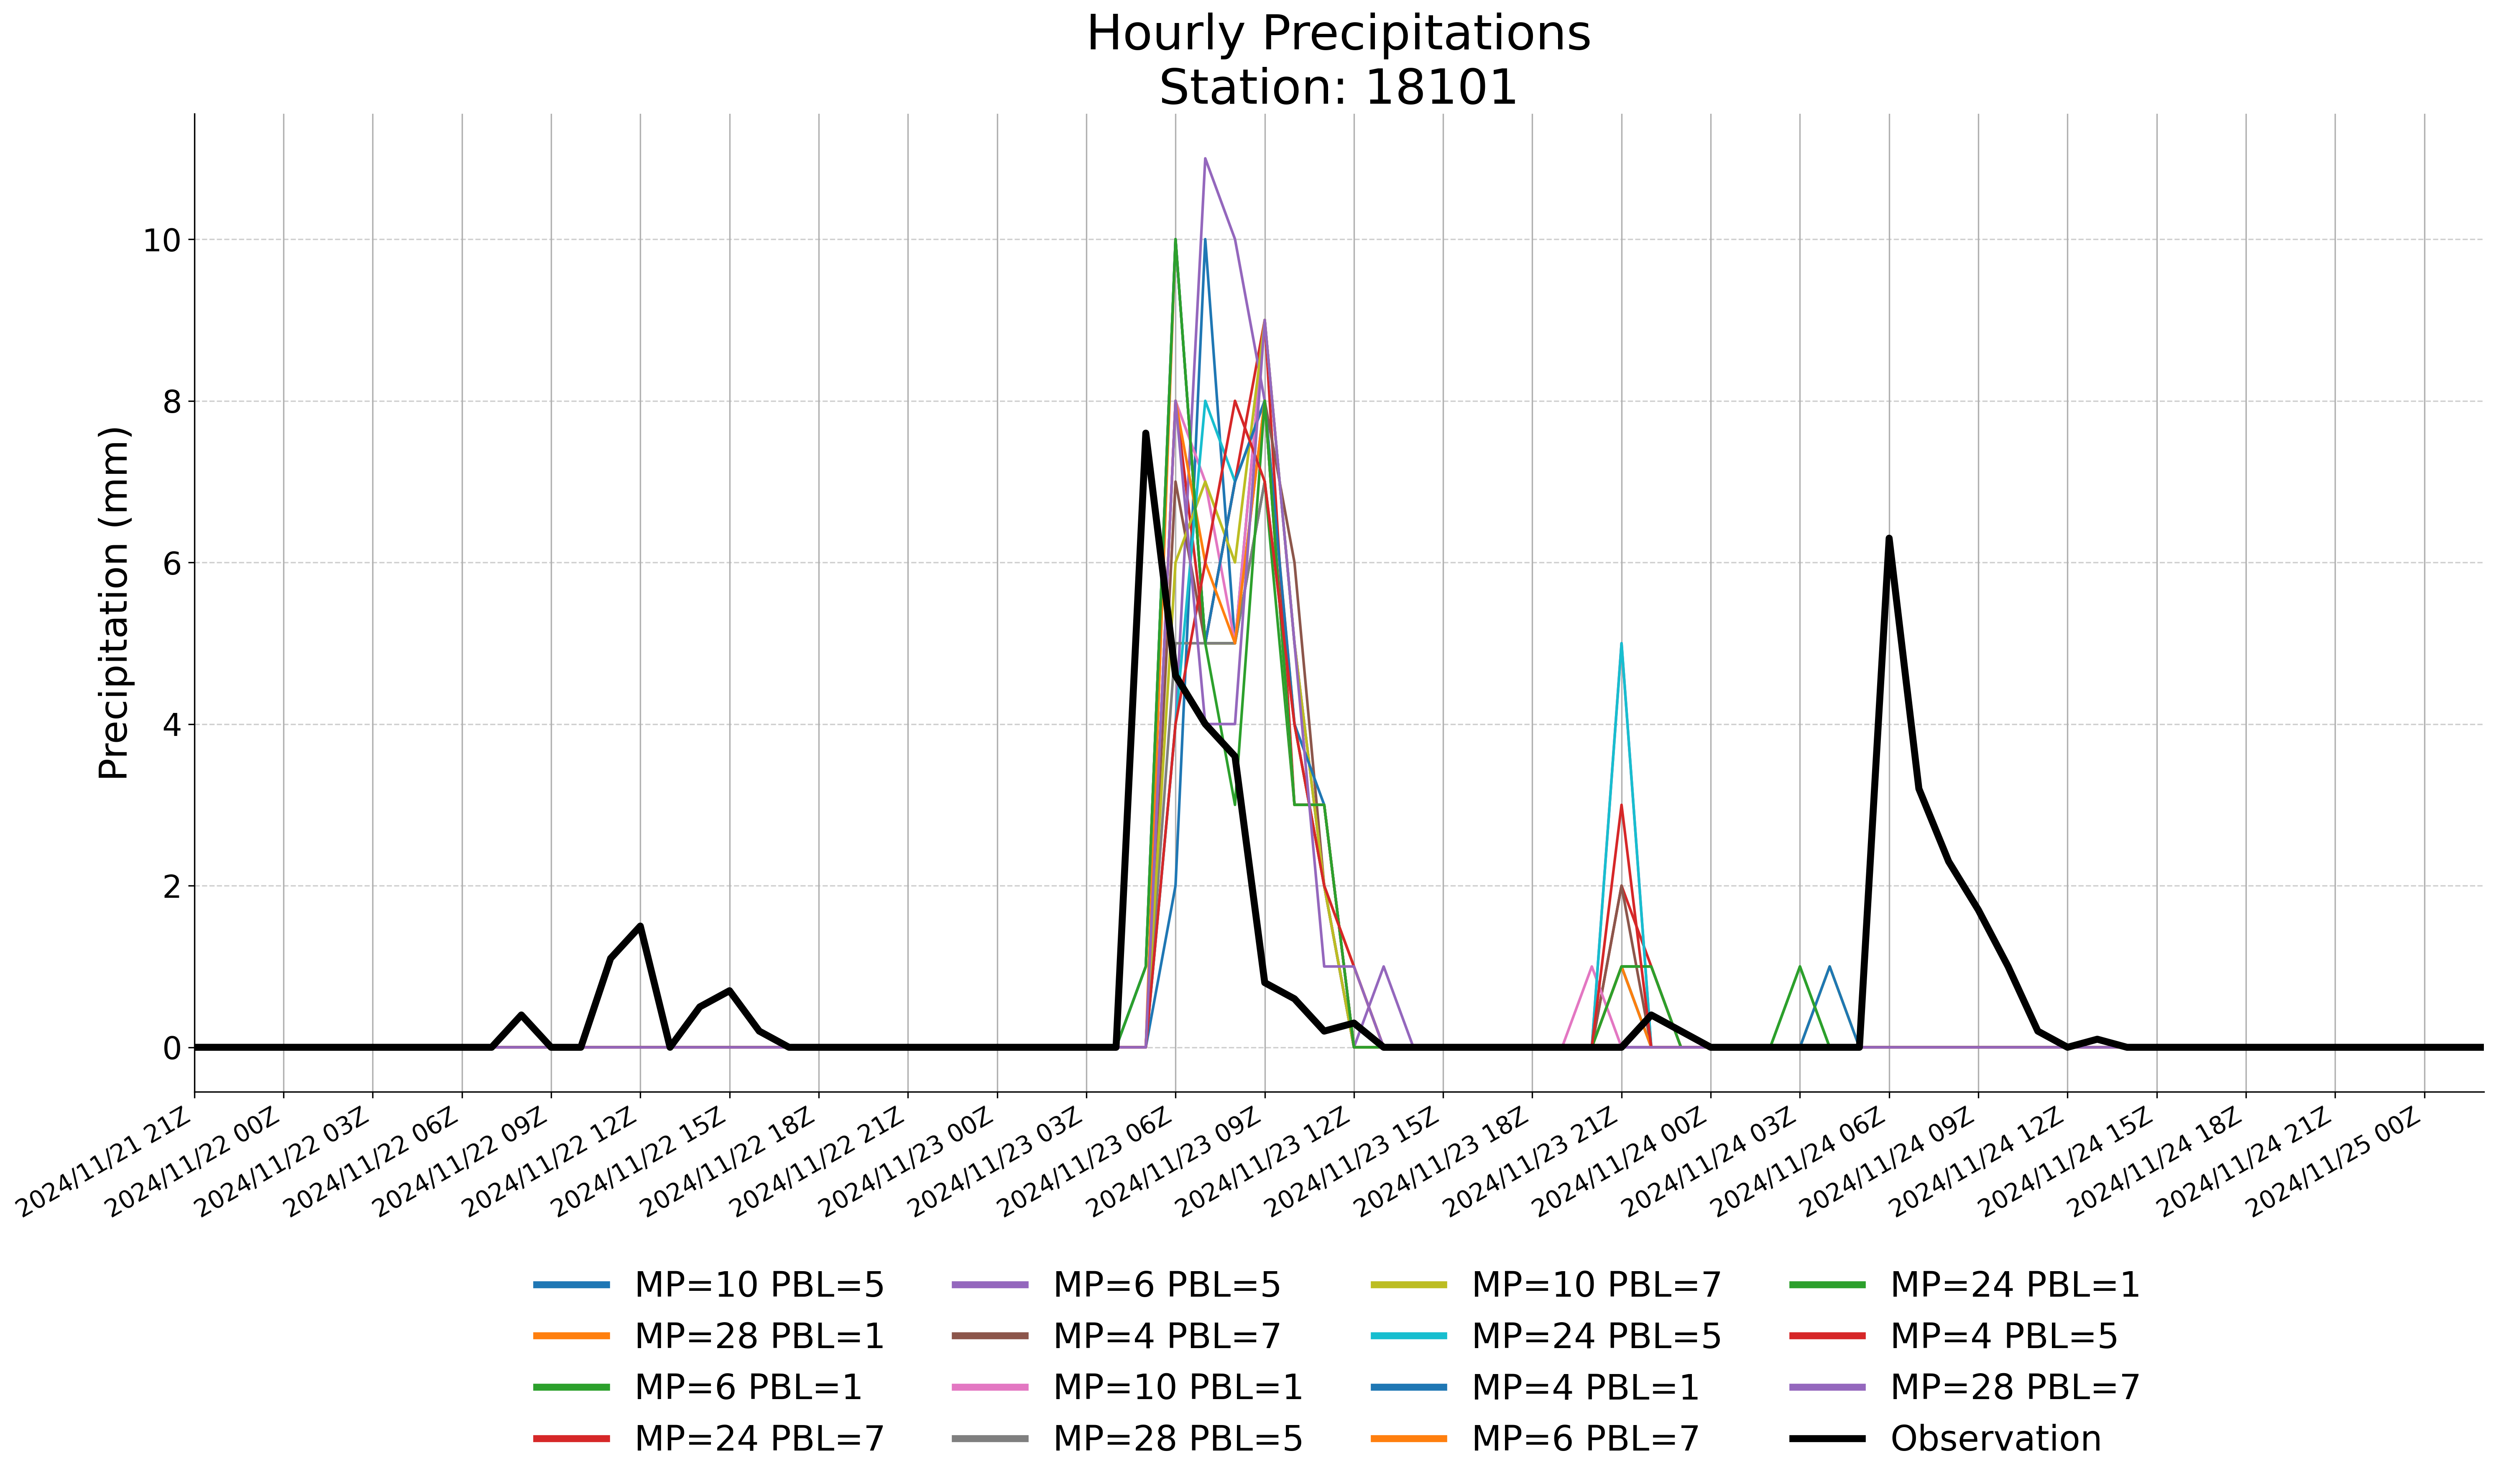 Hourly Precipitations
Station: 18101
Precipitation (mm)
10
8
6
4
2
0
2024/11/21 21Z
2024/11/22 00Z
2024/11/22 03Z
2024/11/22 06Z
2024/11/22 09Z
2024/11/22 12Z
2024/11/22 15Z
2024/11/22 18Z
2024/11/22 21Z
2024/11/23 00Z
2024/11/23 03Z
2024/11/23 06Z
2024/11/23 09Z
2024/11/23 12Z
2024/11/23 15Z
2024/11/23 18Z
2024/11/23 21Z
2024/11/24 00Z
2024/11/24 03Z
2024/11/24 06Z
2024/11/24 09Z
2024/11/24 12Z
2024/11/24 15Z
2024/11/24 18Z
2024/11/24 21Z
2024/11/25 00Z
MP=10 PBL=5
MP=28 PBL=1
MP=6 PBL=1
MP=24 PBL=7
MP=6 PBL=5
MP=4 PBL=7
MP=10 PBL=1
MP=28 PBL=5
MP=10 PBL=7
MP=24 PBL=5
MP=4 PBL=1
MP=6 PBL=7
MP=24 PBL=1
MP=4 PBL=5
MP=28 PBL=7
Observation